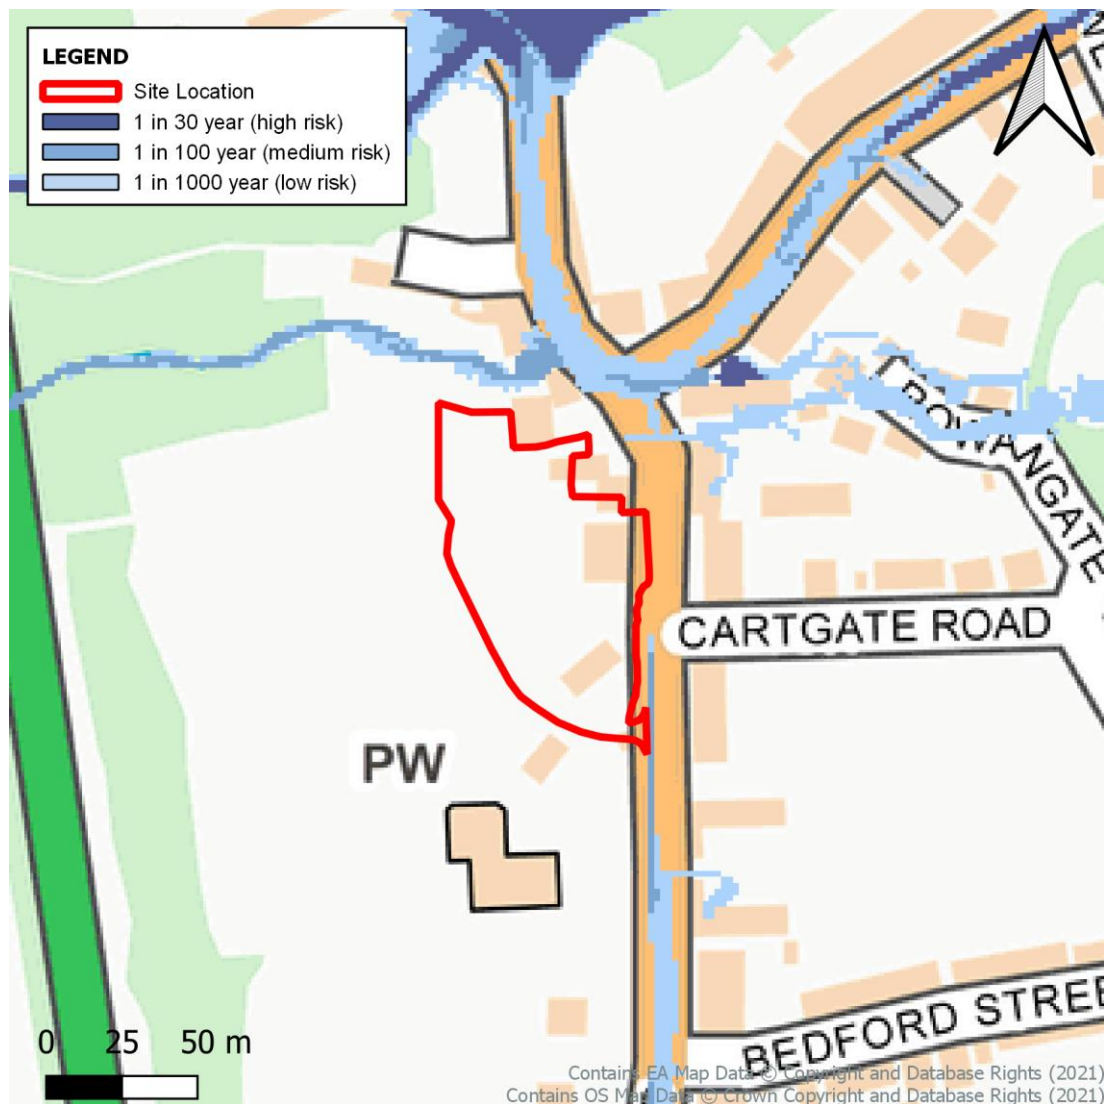 LEGEND
Site Location
1 in 30 year (high risk)
1 in 100 year (medium risk)
1 in 1000 year (low risk)
ROWANGATE
CARTGATE ROAD
PW
0 25 50 m
BEDFORD STREE
Contains EA Map Data © Copyright and Database Rights (2021)
Contains OS Map Data © Crown Copyright and Database Rights (2021)